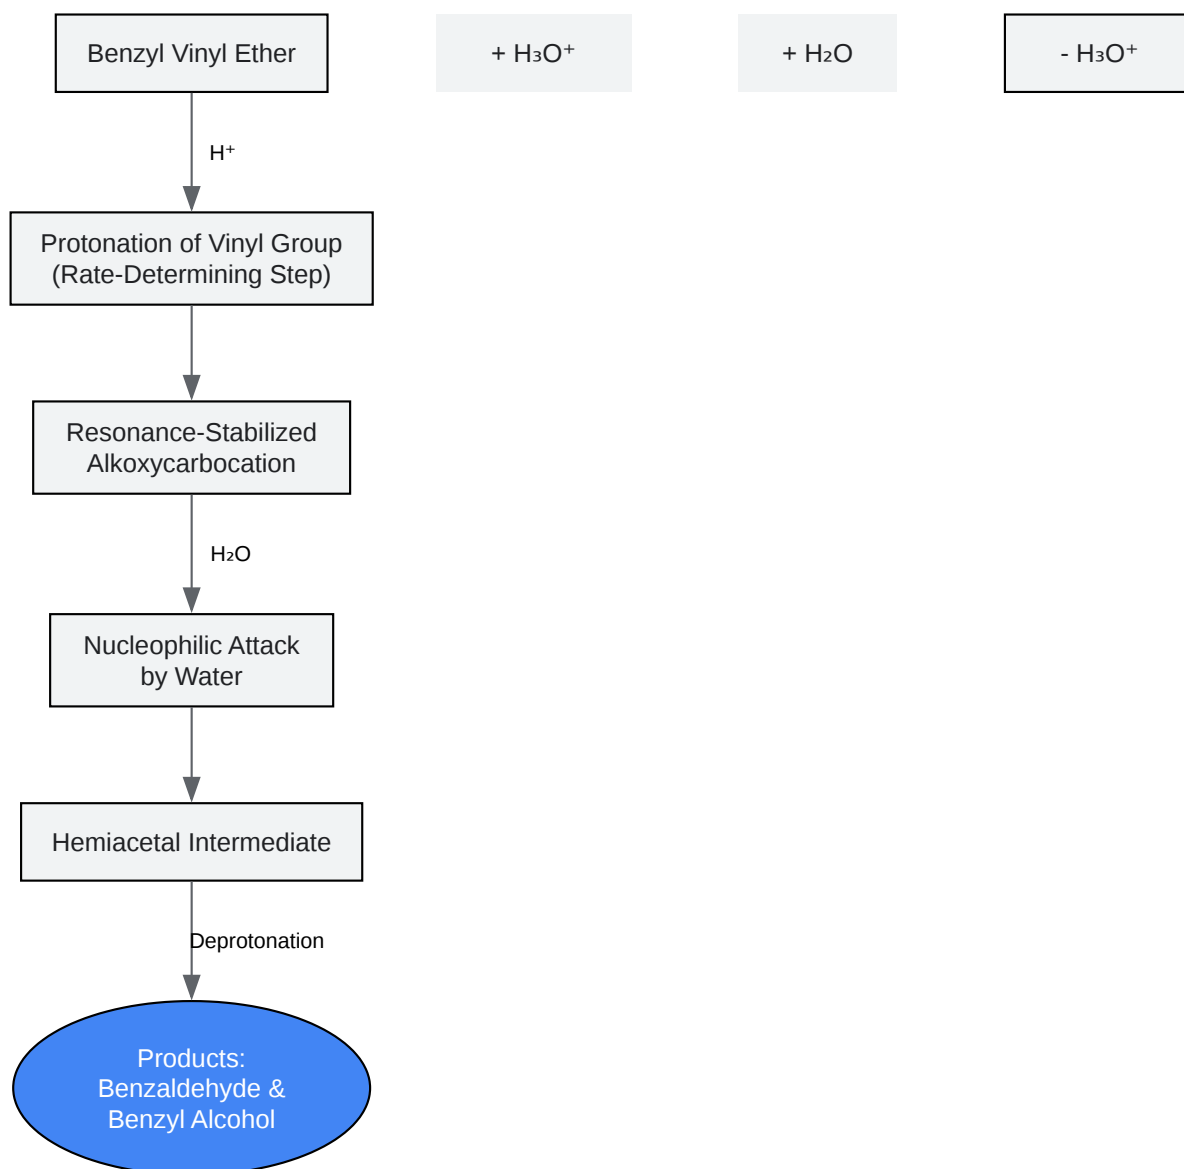 Benzyl Vinyl Ether
+ H₃O⁺
+ H₂O
- H₃O⁺
H⁺
Protonation of Vinyl Group
(Rate-Determining Step)
Resonance-Stabilized
Alkoxycarbocation
H₂O
Nucleophilic Attack
by Water
Hemiacetal Intermediate
Deprotonation
Products:
Benzaldehyde &
Benzyl Alcohol